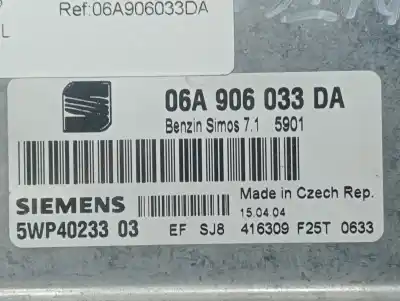 Ref:06A906033DA
L
06A 906 033 DA
Benzin Simos 7.1 5901
Made in Czech Rep.
SIEMENS
15.04.04
5WP40233 03 EF SJ8 416309 F25T 0633